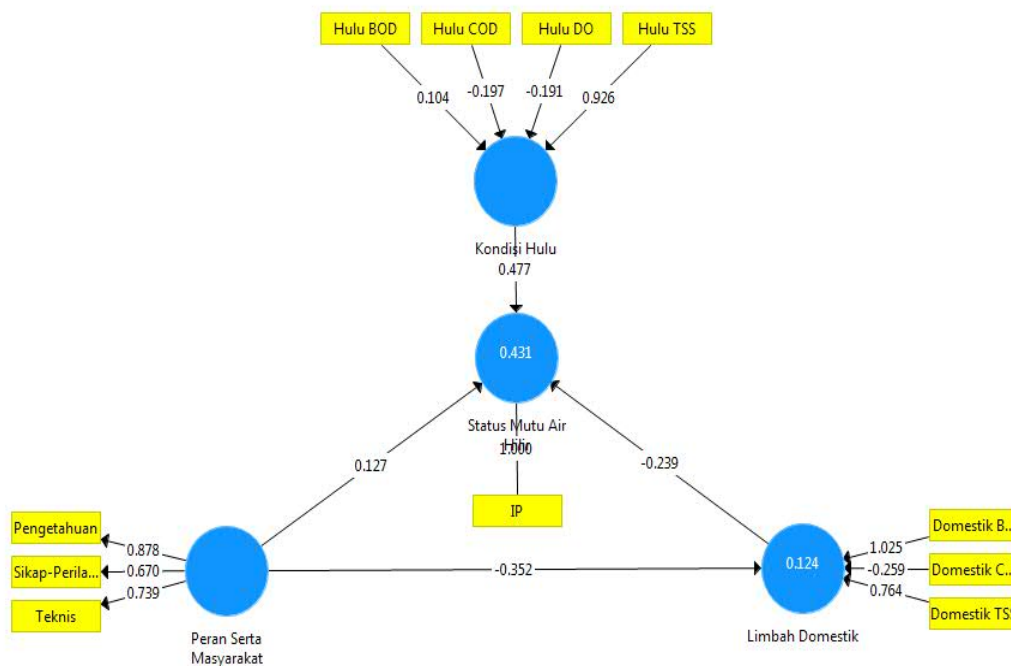 Hulu BOD
Hulu COD
Hulu DO
Hulu TSS
0.104
-0.197
-0.191
0.926
Kondisi Hulu
0.477
0.431
Status Mutu Air
Hilir
1.000
0.127
-0.239
IP
Pengetahuan
0.878
Sikap-Perila...
0.670
0.739
Teknis
Peran Serta
Masyarakat
-0.352
0.124
Limbah Domestik
Domestik B...
1.025
Domestik C...
-0.259
0.764
Domestik TSS